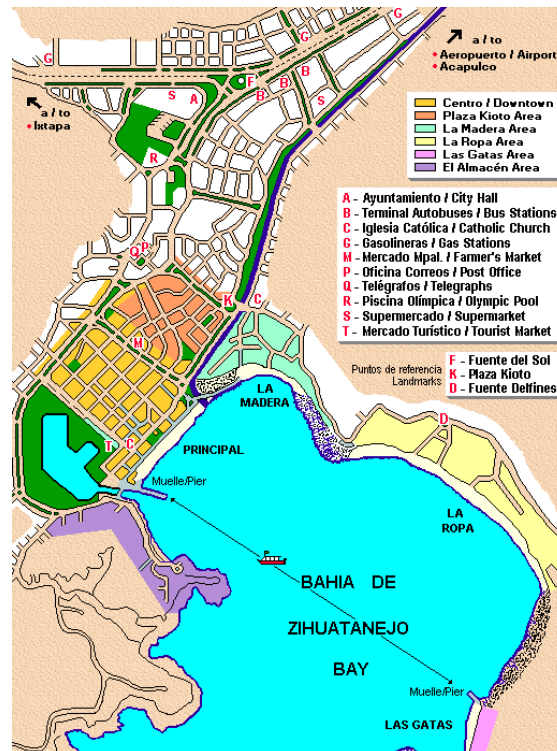 G
G
a / to
Aeropuerto / Airport
Acapulco
G
F
B
B
B
S
A
S
a / to
Ixtapa
R
Centro / Downtown
Plaza Kioto Area
La Madera Area
La Ropa Area
Las Gatas Area
El Almacén Area
A - Ayuntamiento / City Hall
B - Terminal Autobuses / Bus Stations
C - Iglesia Católica / Catholic Church
G - Gasolineras / Gas Stations
M - Mercado Mpal. / Farmer's Market
P - Oficina Correos / Post Office
Q - Telégrafos / Telegraphs
R - Piscina Olímpica / Olympic Pool
S - Supermercado / Supermarket
T - Mercado Turístico / Tourist Market
Puntos de referencia
Landmarks
F - Fuente del Sol
K - Plaza Kioto
D - Fuente Delfines
Q
P
K
C
M
LA
MADERA
D
T
C
PRINCIPAL
Muelle/Pier
LA
ROPA
BAHIA DE
ZIHUATANEJO
BAY
Muelle/Pier
LAS GATAS